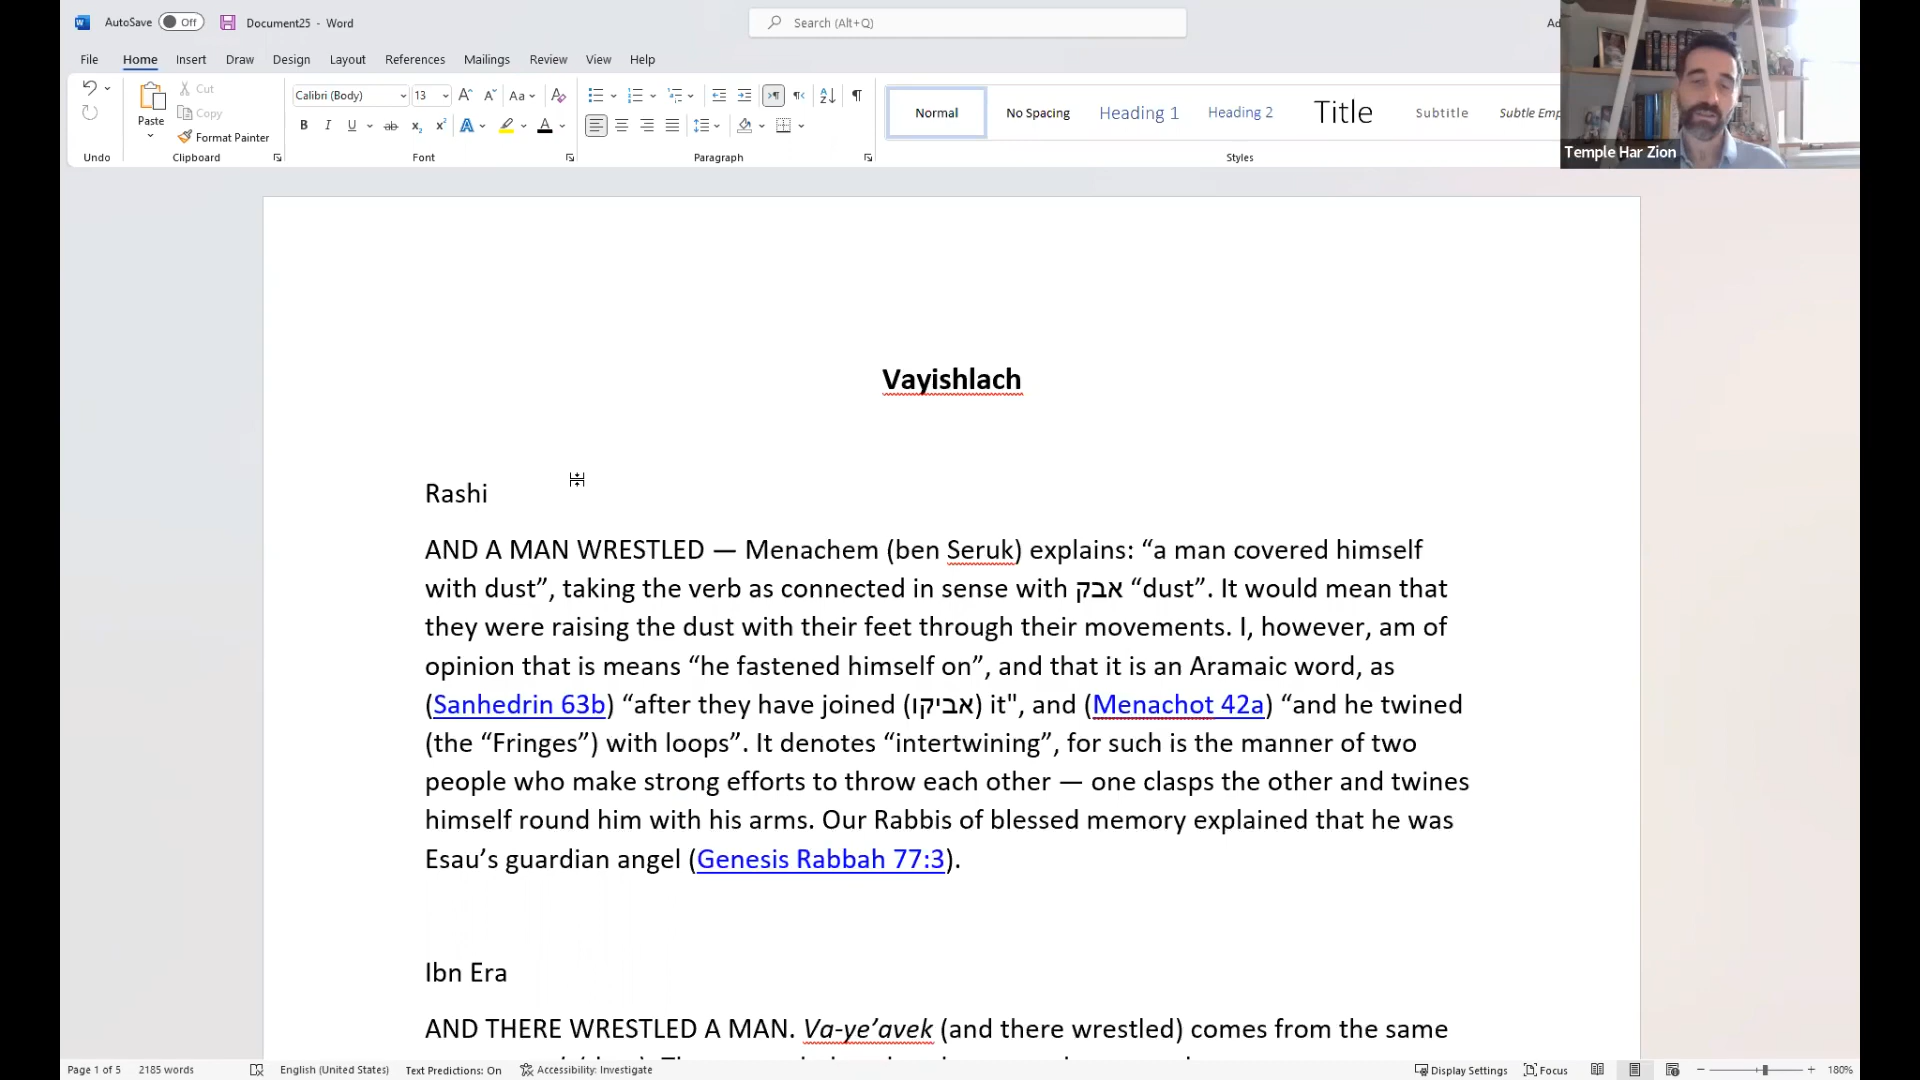 AutoSave Off Document25 - Word Search (Alt+Q) Ad
File Home Insert Draw Design Layout References Mailings Review View Help
Cut
Copy
Paste
Format Painter
Undo Clipboard
Calibri (Body) 13 Aa
B I U ab x₂ x² A A
Font
Paragraph
Normal No Spacing Heading 1 Heading 2 Title Subtitle Subtle Emp
Styles
Temple Har Zion
Vayishlach
Rashi
AND A MAN WRESTLED — Menachem (ben Seruk) explains: “a man covered himself
with dust”, taking the verb as connected in sense with אבק “dust”. It would mean that
they were raising the dust with their feet through their movements. I, however, am of
opinion that is means “he fastened himself on”, and that it is an Aramaic word, as
(Sanhedrin 63b) “after they have joined (אביקו) it", and (Menachot 42a) “and he twined
(the “Fringes”) with loops”. It denotes “intertwining”, for such is the manner of two
people who make strong efforts to throw each other — one clasps the other and twines
himself round him with his arms. Our Rabbis of blessed memory explained that he was
Esau’s guardian angel (Genesis Rabbah 77:3).
Ibn Era
AND THERE WRESTLED A MAN. Va-ye’avek (and there wrestled) comes from the same
Page 1 of 5 2185 words English (United States) Text Predictions: On Accessibility: Investigate Display Settings Focus 180%